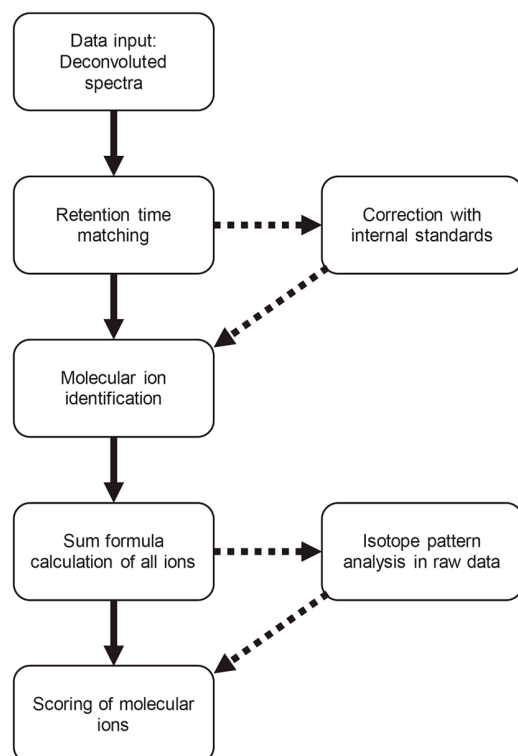 Data input:
Deconvoluted
spectra
Retention time
matching
Correction with
internal standards
Molecular ion
identification
Sum formula
calculation of all ions
Isotope pattern
analysis in raw data
Scoring of molecular
ions